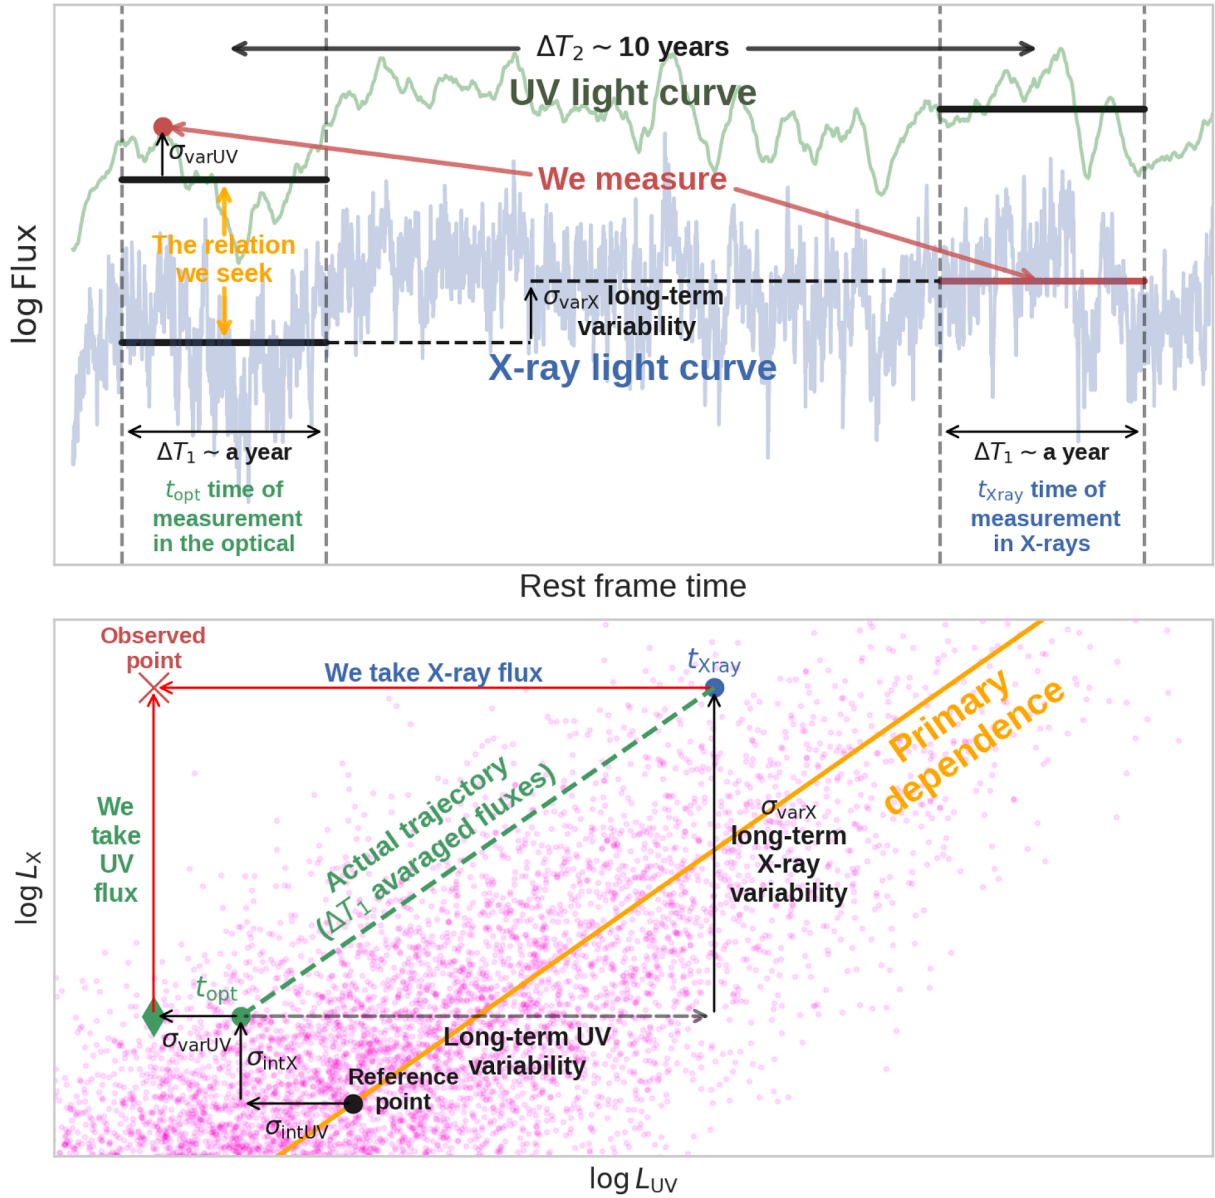 ΔT₂ ~ 10 years
UV light curve
σvarUV
We measure
The relation
we seek
σvarX long-term
variability
X-ray light curve
ΔT₁ ~ a year
ΔT₁ ~ a year
topt time of
measurement
in the optical
tXray time of
measurement
in X-rays
log Flux
Rest frame time
Observed
point
We take X-ray flux
tXray
Primary
dependence
Actual trajectory
(ΔT₁ avaraged fluxes)
We
take
UV
flux
σvarX
long-term
X-ray
variability
topt
σvarUV
σintX
Long-term UV
variability
Reference
point
σintUV
log LX
log LUV